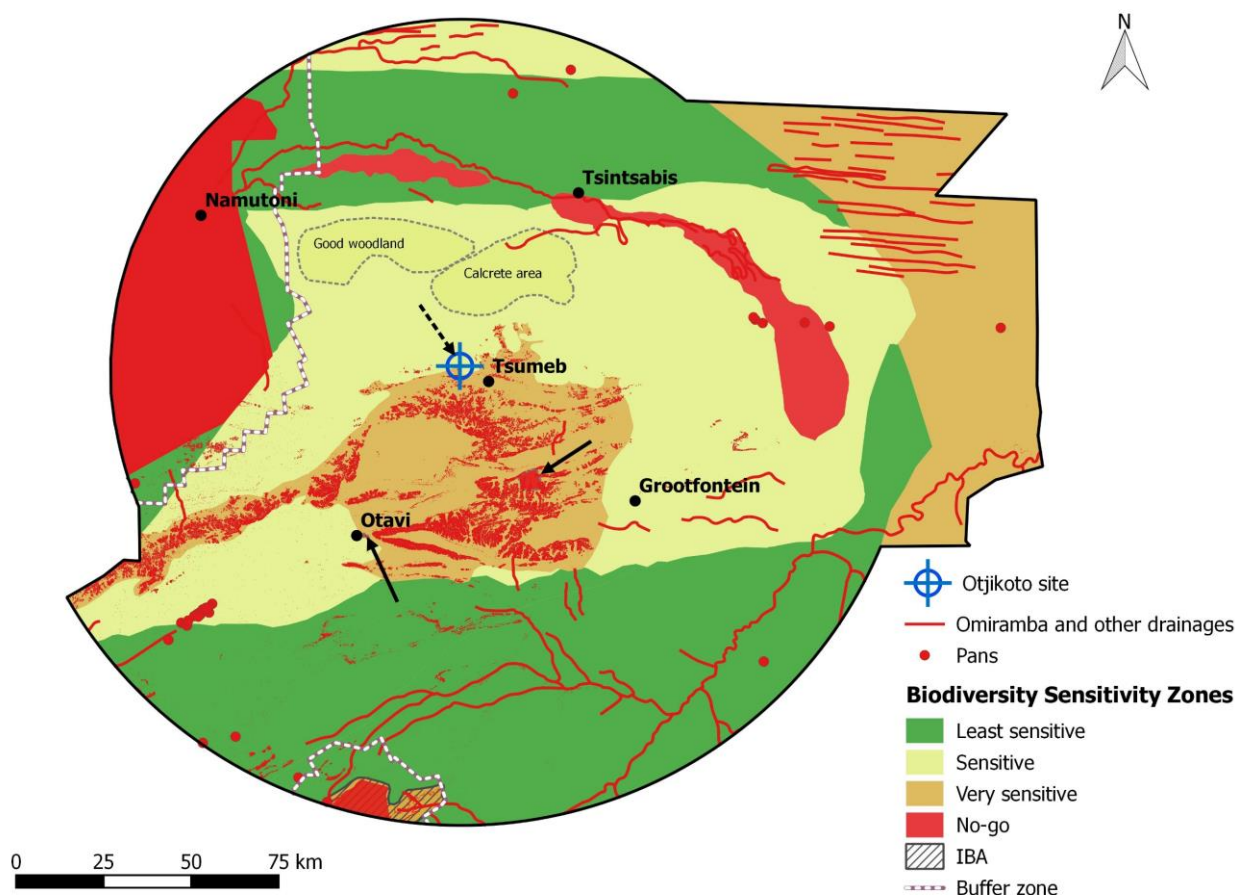 N
Namutoni
Tsintsabis
Good woodland
Calcrete area
Tsumeb
Grootfontein
Otavi
Otjikoto site
Omiramba and other drainages
Pans
Biodiversity Sensitivity Zones
Least sensitive
Sensitive
Very sensitive
No-go
IBA
Buffer zone
0 25 50 75 km